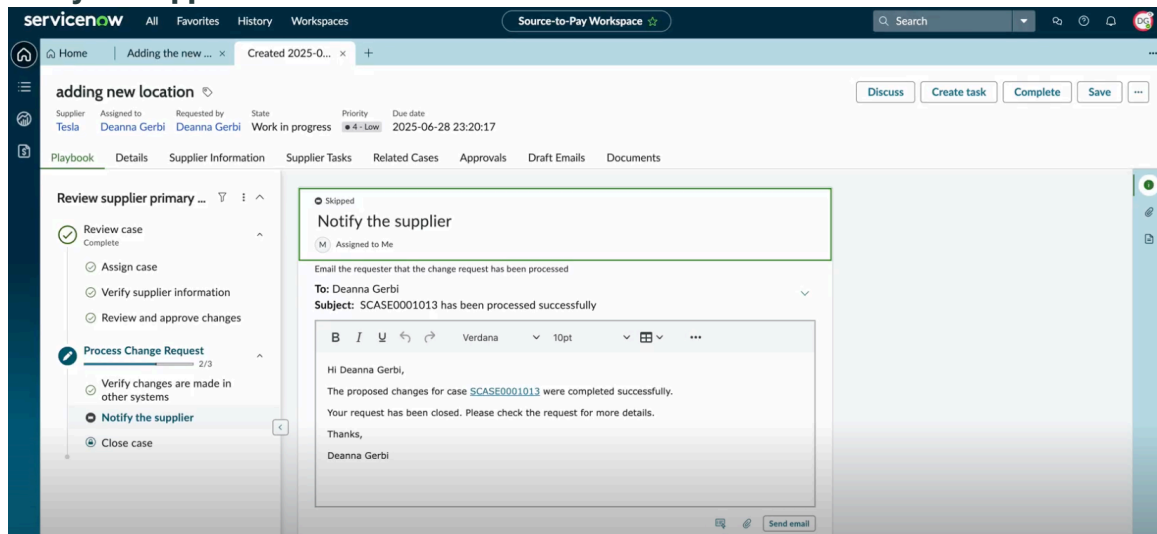 servicenow All Favorites History Workspaces Source-to-Pay Workspace Search DG
Home Adding the new ... × Created 2025-0... × +
adding new location
Discuss Create task Complete Save
Supplier Assigned to Requested by State Priority Due date
Tesla Deanna Gerbi Deanna Gerbi Work in progress 4 - Low 2025-06-28 23:20:17
Playbook Details Supplier Information Supplier Tasks Related Cases Approvals Draft Emails Documents
Review supplier primary ...
Review case
Complete
Assign case
Verify supplier information
Review and approve changes
Process Change Request
2/3
Verify changes are made in
other systems
Notify the supplier
Close case
Skipped
Notify the supplier
M Assigned to Me
Email the requester that the change request has been processed
To: Deanna Gerbi
Subject: SCASE0001013 has been processed successfully
B I U Verdana 10pt
Hi Deanna Gerbi,
The proposed changes for case SCASE0001013 were completed successfully.
Your request has been closed. Please check the request for more details.
Thanks,
Deanna Gerbi
Send email